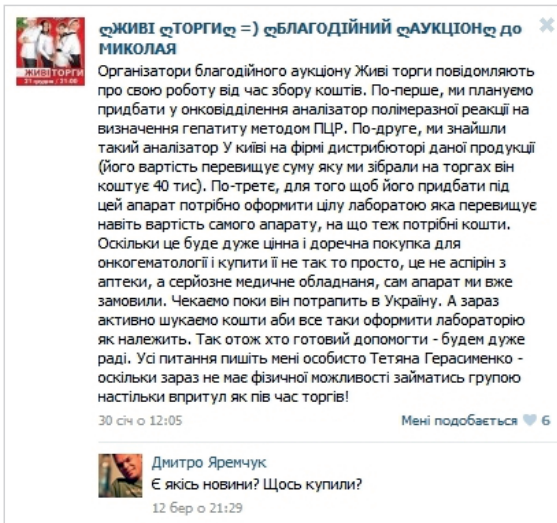 ღЖИВІ ღТОРГИღ =) ღБЛАГОДІЙНИЙ ღАУКЦІОНღ до
МИКОЛАЯ
ЖИВІ ТОРГИ
21 грудня / 21:00
Організатори благодійного аукціону Живі торги повідомляють
про свою роботу від час збору коштів. По-перше, ми плануємо
придбати у онковідділення аналізатор полімеразної реакції на
визначення гепатиту методом ПЦР. По-друге, ми знайшли
такий аналізатор У київі на фірмі дистрибюторі даної продукції
(його вартість перевищує суму яку ми зібрали на торгах він
коштує 40 тис). По-третє, для того щоб його придбати під
цей апарат потрібно оформити цілу лабораторю яка перевищує
навіть вартість самого апарату, на що теж потрібні кошти.
Оскільки це буде дуже цінна і доречна покупка для
онкогематології і купити її не так то просто, це не аспірін з
аптеки, а серйозне медичне обладнаня, сам апарат ми вже
замовили. Чекаємо поки він потрапить в Україну. А зараз
активно шукаємо кошти аби все таки оформити лабораторію
як належить. Так отож хто готовий допомогти - будем дуже
раді. Усі питання пишіть мені особисто Тетяна Герасименко -
оскільки зараз не має фізичної можливості займатись групою
настільки впритул як пів час торгів!
30 січ о 12:05
Мені подобається 6
Дмитро Яремчук
Є якісь новини? Щось купили?
12 бер о 21:29